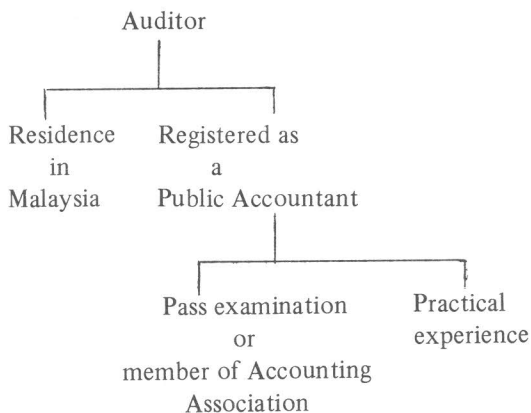 Auditor
Residence
in
Malaysia
Registered as
a
Public Accountant
Pass examination
or
member of Accounting
Association
Practical
experience